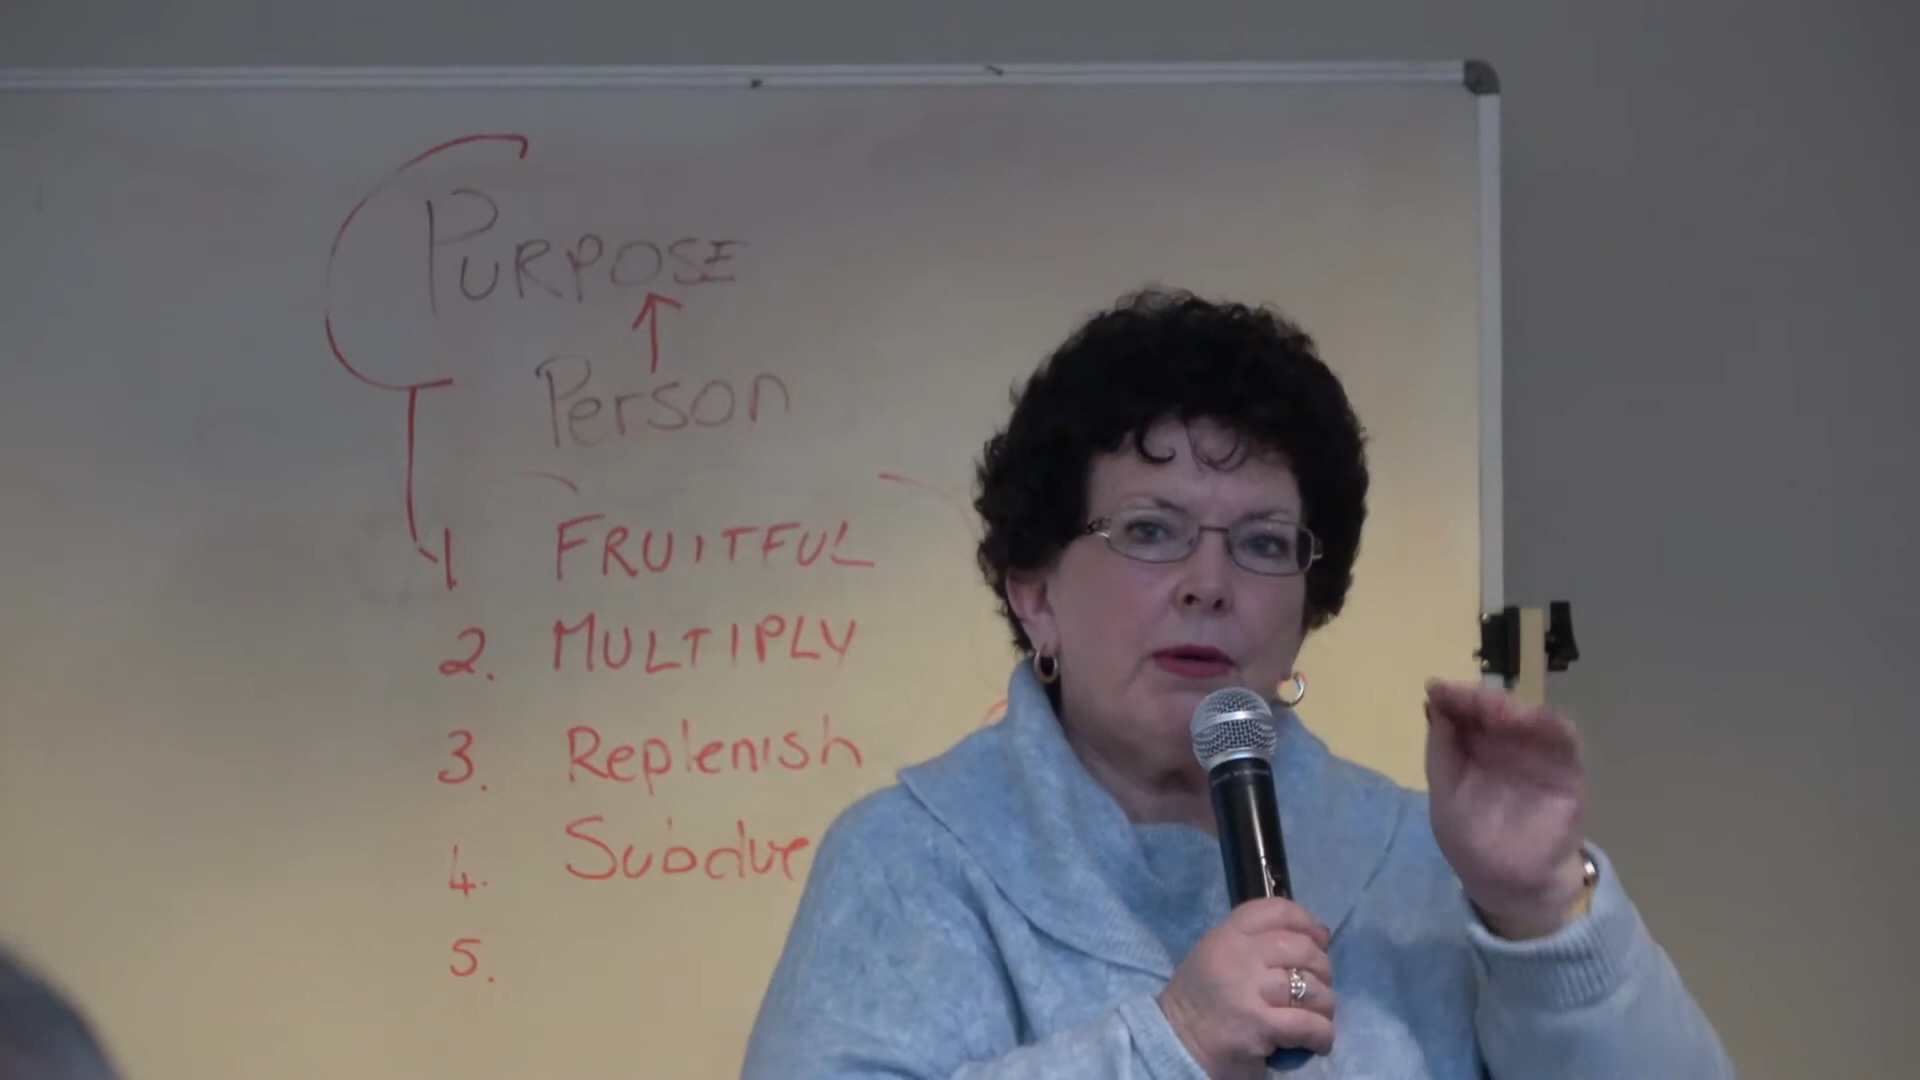 PURPOSE
Person
1 FRUITFUL
2. MULTIPLY
3. Replenish
4. Subdue
5.